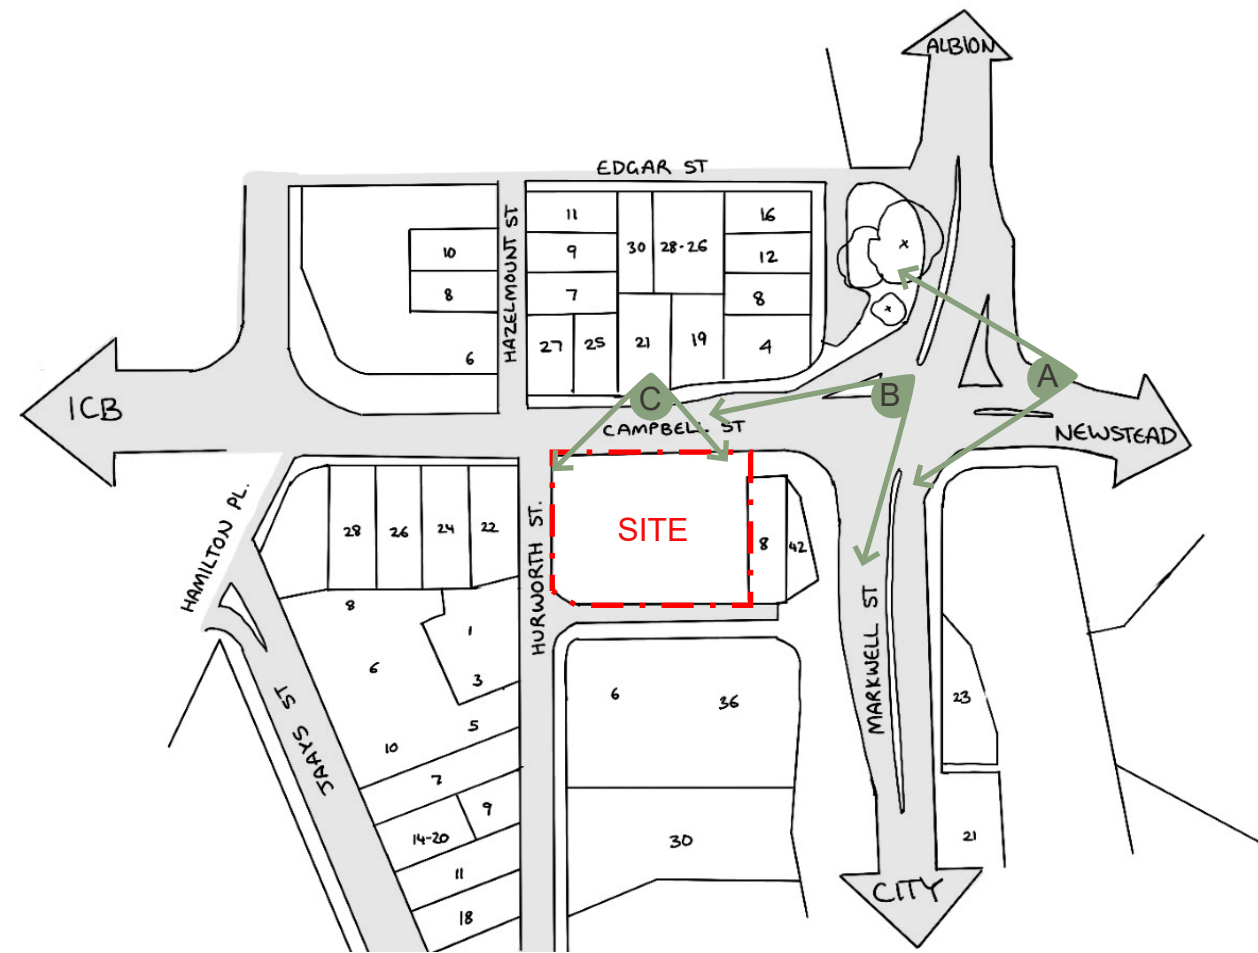 ALBION
EDGAR ST
HAZELMOUNT ST
11
30
28-26
16
10
9
12
8
7
8
27
25
21
19
4
6
A
B
C
ICB
CAMPBELL ST
NEWSTEAD
HAMILTON PL.
28
26
24
22
HURWORTH ST.
SITE
8
42
8
1
6
3
MARKWELL ST
6
36
23
JAAYS ST
5
10
7
9
14-20
30
21
11
18
CITY